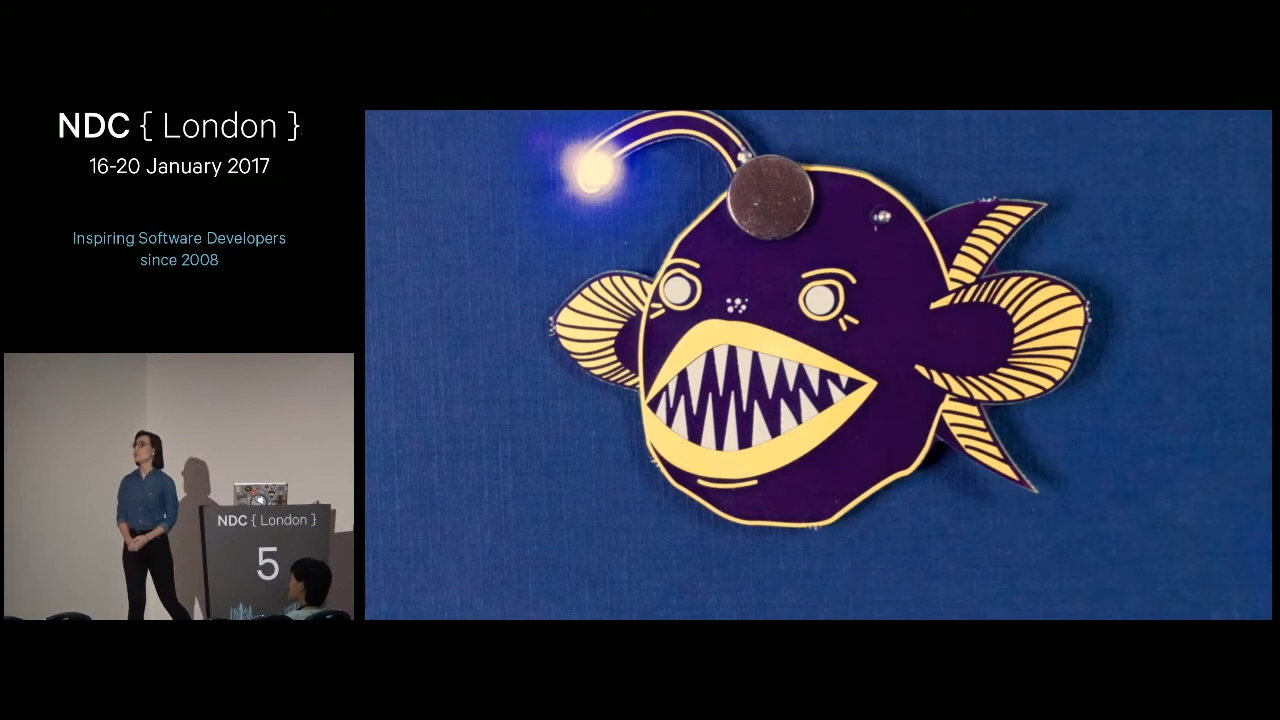 NDC { London }
16-20 January 2017
Inspiring Software Developers
since 2008
NDC { London }
5